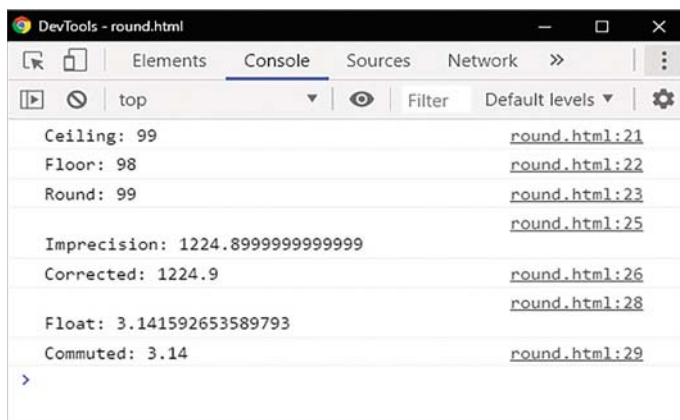 DevTools - round.html
Elements Console Sources Network »
top Filter Default levels
Ceiling: 99 round.html:21
Floor: 98 round.html:22
Round: 99 round.html:23
round.html:25
Imprecision: 1224.8999999999999
Corrected: 1224.9 round.html:26
round.html:28
Float: 3.141592653589793
Commuted: 3.14 round.html:29
>